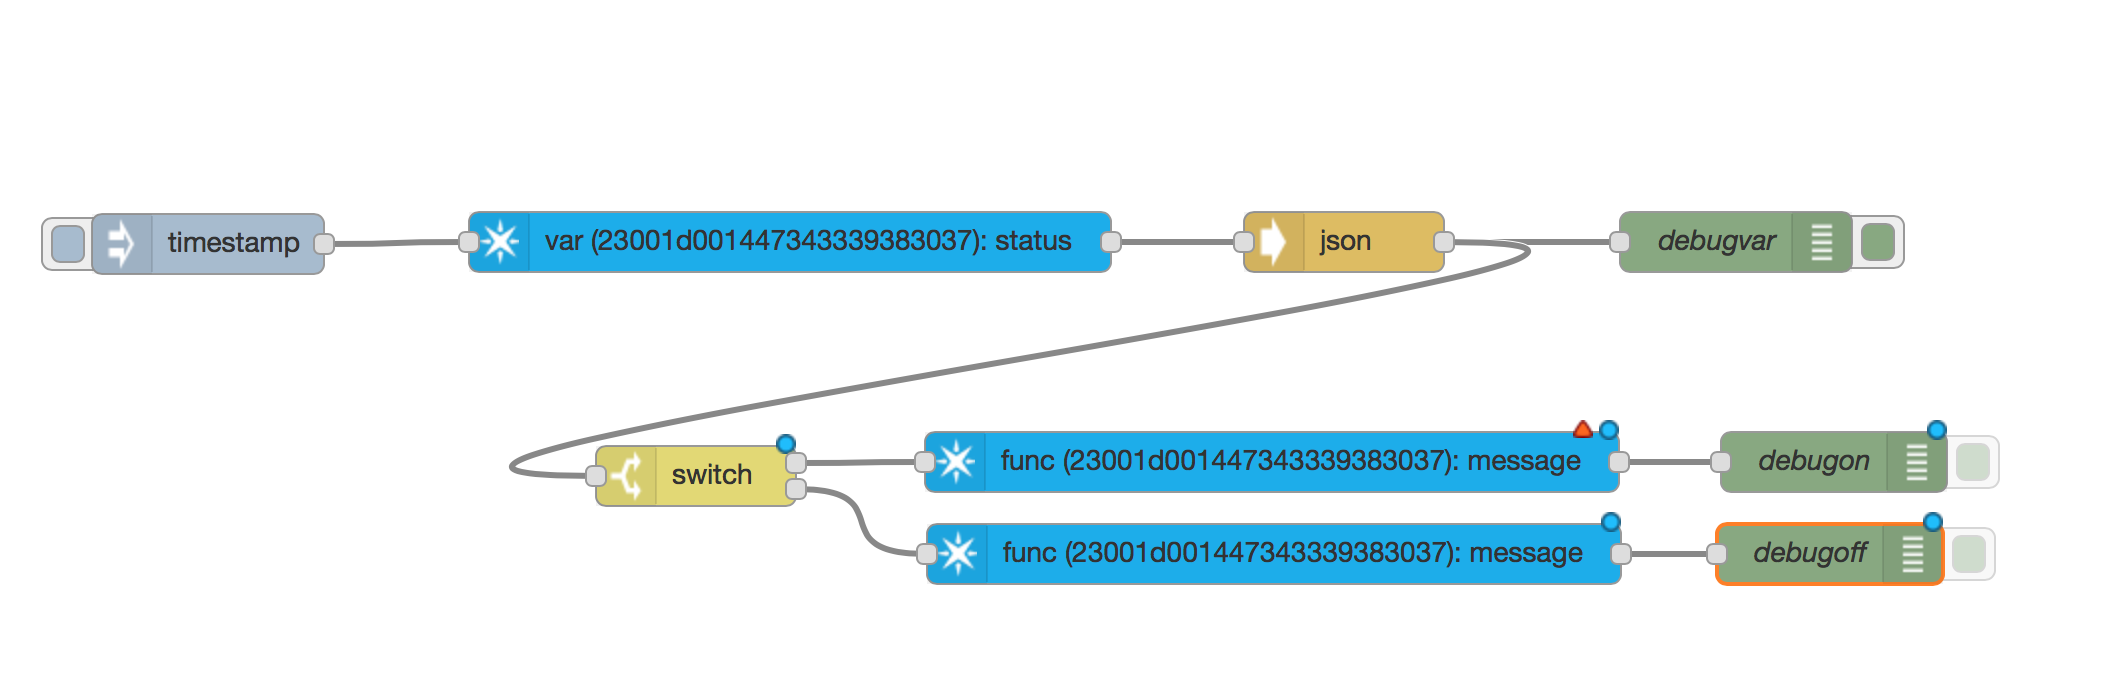 timestamp
var (23001d001447343339383037): status
json
debugvar
switch
func (23001d001447343339383037): message
debugon
func (23001d001447343339383037): message
debugoff